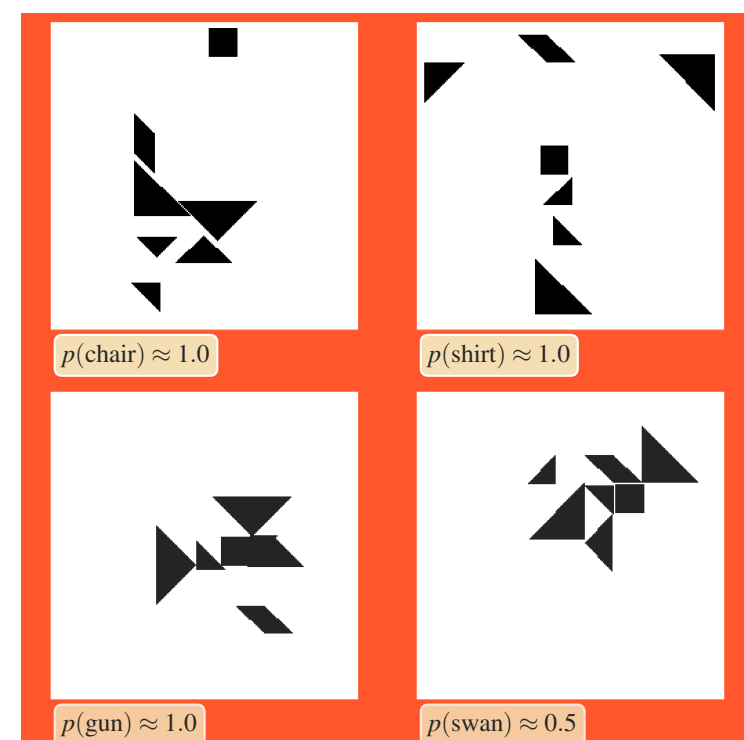 p(chair) ≈ 1.0
p(shirt) ≈ 1.0
p(gun) ≈ 1.0
p(swan) ≈ 0.5